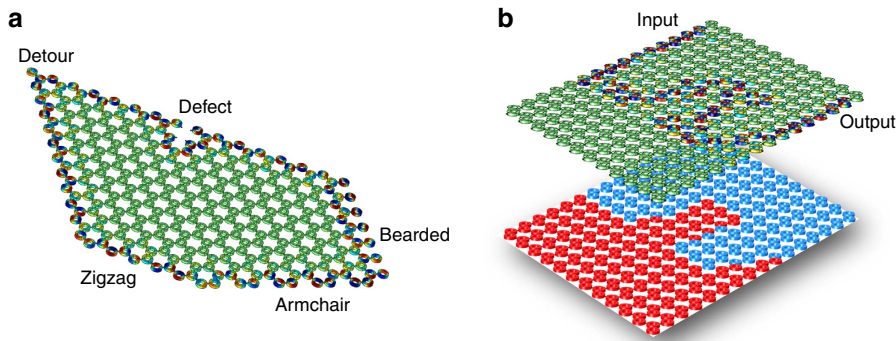 a
Detour
Defect
Bearded
Zigzag
Armchair
b
Input
Output